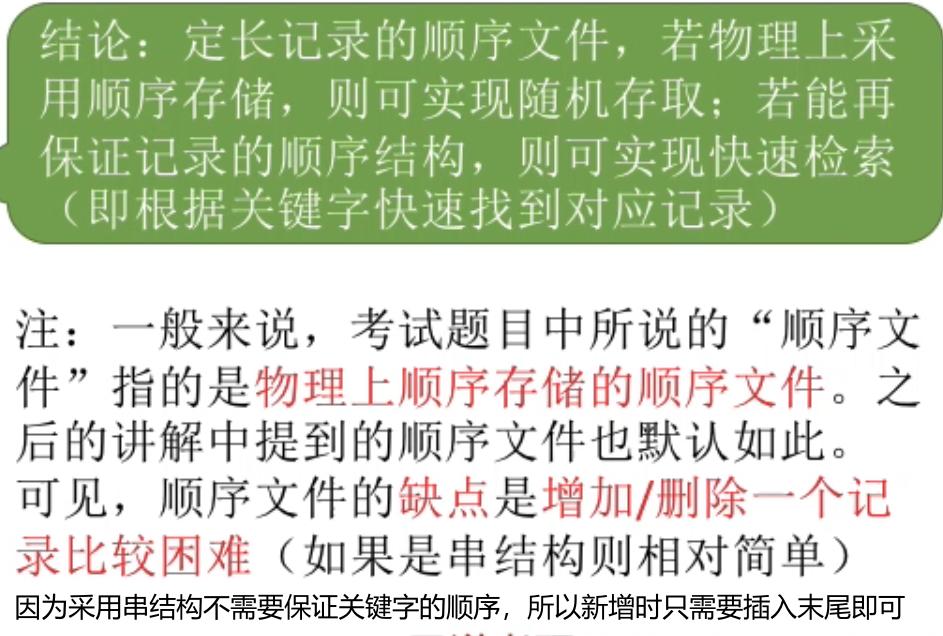 结论：定长记录的顺序文件，若物理上采
用顺序存储，则可实现随机存取；若能再
保证记录的顺序结构，则可实现快速检索
（即根据关键字快速找到对应记录）
注：一般来说，考试题目中所说的“顺序文
件”指的是物理上顺序存储的顺序文件。之
后的讲解中提到的顺序文件也默认如此。
可见，顺序文件的缺点是增加/删除一个记
录比较困难（如果是串结构则相对简单）
因为采用串结构不需要保证关键字的顺序，所以新增时只需要插入末尾即可